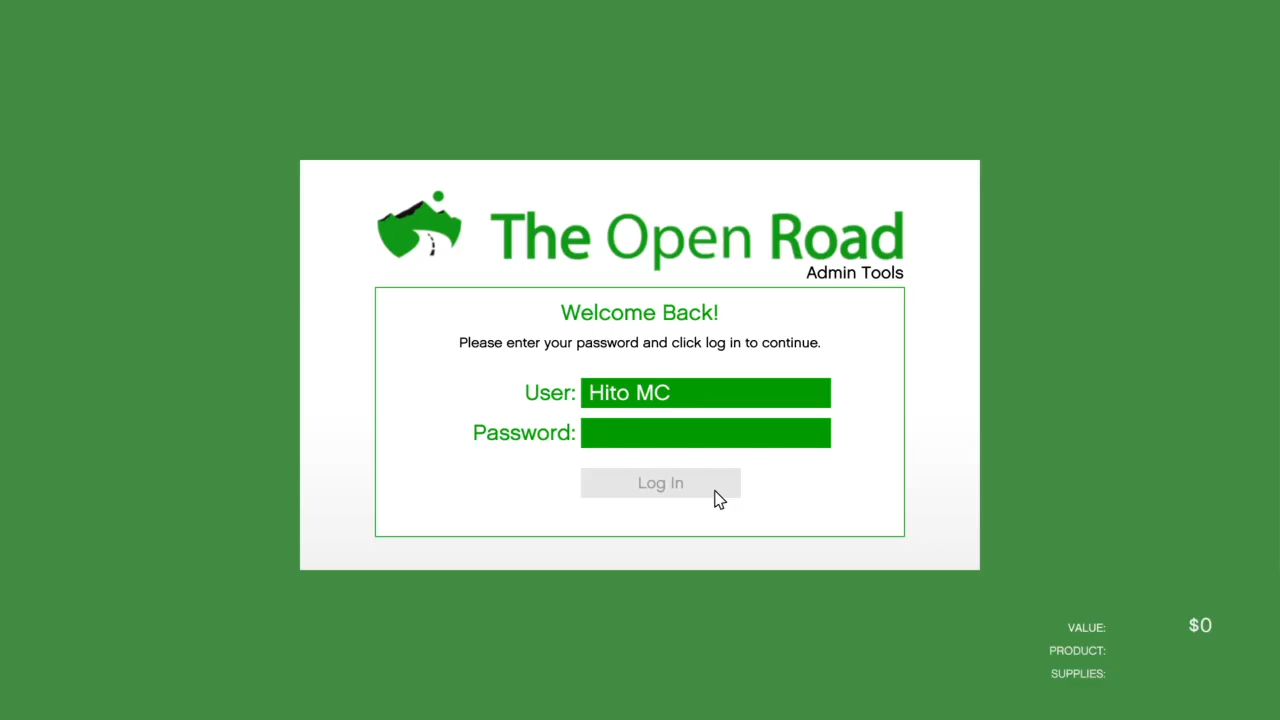 The Open Road
Admin Tools
Welcome Back!
Please enter your password and click log in to continue.
User: Hito MC
Password:
Log In
VALUE: $0
PRODUCT:
SUPPLIES: